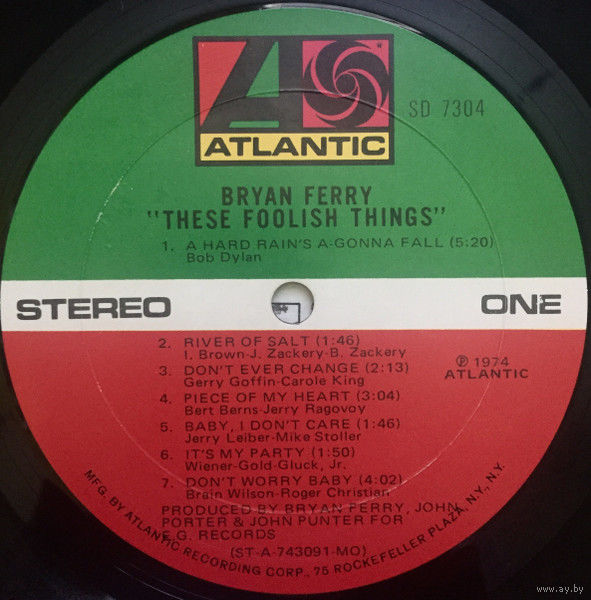 ATLANTIC
SD 7304
BRYAN FERRY
"THESE FOOLISH THINGS"
1. A HARD RAIN'S A-GONNA FALL (5:20)
Bob Dylan
STEREO
ONE
2. RIVER OF SALT (1:46)
I. Brown-J. Zackery-B. Zackery
3. DON'T EVER CHANGE (2:13)
Gerry Goffin-Carole King
℗ 1974
ATLANTIC
4. PIECE OF MY HEART (3:04)
Bert Berns-Jerry Ragovoy
5. BABY, I DON'T CARE (1:46)
Jerry Leiber-Mike Stoller
6. IT'S MY PARTY (1:50)
Wiener-Gold-Gluck, Jr.
7. DON'T WORRY BABY (4:02)
Brain Wilson-Roger Christian
PRODUCED BY BRYAN FERRY, JOHN
PORTER & JOHN PUNTER FOR
E.G. RECORDS
(ST-A-743091-MO)
MFG. BY ATLANTIC RECORDING CORP., 75 ROCKEFELLER PLAZA, N.Y., N.Y.
www.ay.by